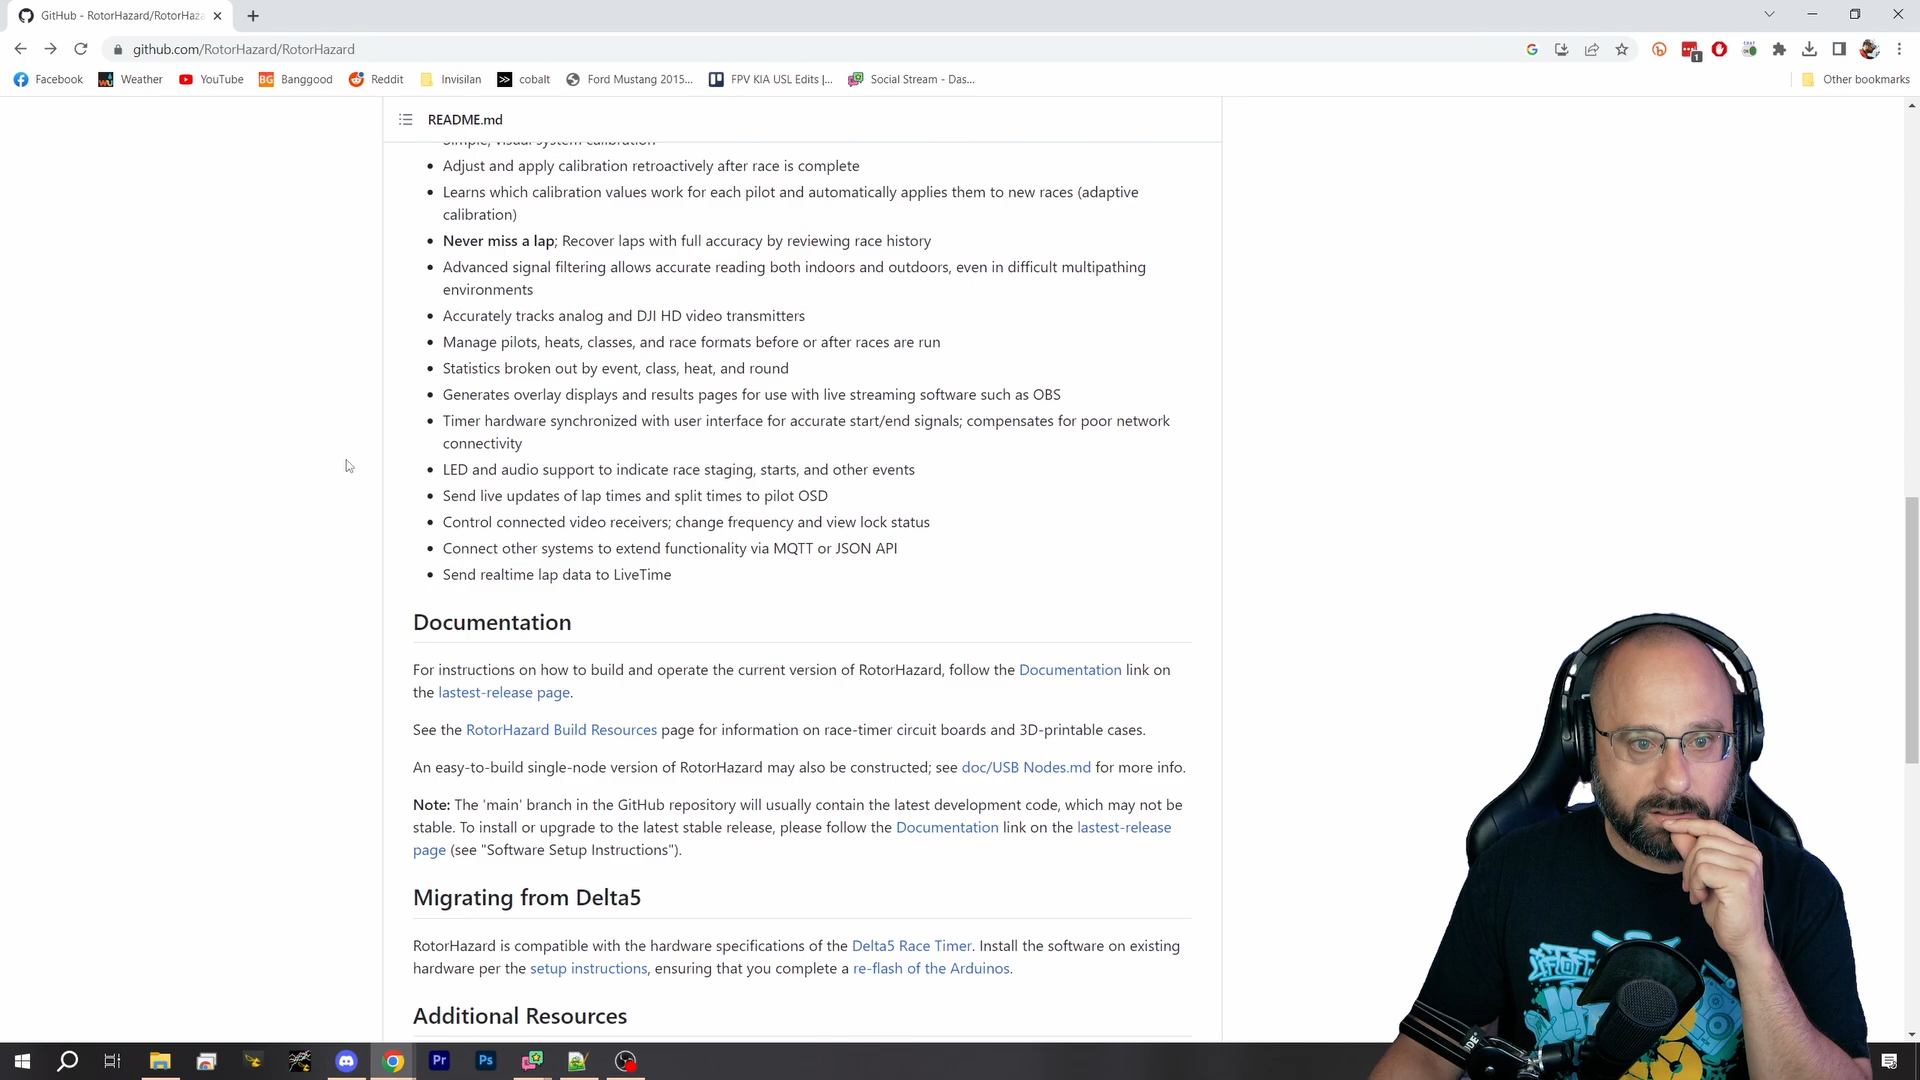 GitHub - RotorHazard/RotorHaza
github.com/RotorHazard/RotorHazard
Facebook Weather YouTube Banggood Reddit Invisilan cobalt Ford Mustang 2015... FPV KIA USL Edits |... Social Stream - Das... Other bookmarks
README.md
Simple, visual system calibration
• Adjust and apply calibration retroactively after race is complete
• Learns which calibration values work for each pilot and automatically applies them to new races (adaptive
calibration)
• Never miss a lap; Recover laps with full accuracy by reviewing race history
• Advanced signal filtering allows accurate reading both indoors and outdoors, even in difficult multipathing
environments
• Accurately tracks analog and DJI HD video transmitters
• Manage pilots, heats, classes, and race formats before or after races are run
• Statistics broken out by event, class, heat, and round
• Generates overlay displays and results pages for use with live streaming software such as OBS
• Timer hardware synchronized with user interface for accurate start/end signals; compensates for poor network
connectivity
• LED and audio support to indicate race staging, starts, and other events
• Send live updates of lap times and split times to pilot OSD
• Control connected video receivers; change frequency and view lock status
• Connect other systems to extend functionality via MQTT or JSON API
• Send realtime lap data to LiveTime
Documentation
For instructions on how to build and operate the current version of RotorHazard, follow the Documentation link on
the lastest-release page.
See the RotorHazard Build Resources page for information on race-timer circuit boards and 3D-printable cases.
An easy-to-build single-node version of RotorHazard may also be constructed; see doc/USB Nodes.md for more info.
Note: The 'main' branch in the GitHub repository will usually contain the latest development code, which may not be
stable. To install or upgrade to the latest stable release, please follow the Documentation link on the lastest-release
page (see "Software Setup Instructions").
Migrating from Delta5
RotorHazard is compatible with the hardware specifications of the Delta5 Race Timer. Install the software on existing
hardware per the setup instructions, ensuring that you complete a re-flash of the Arduinos.
Additional Resources
Pr Ps